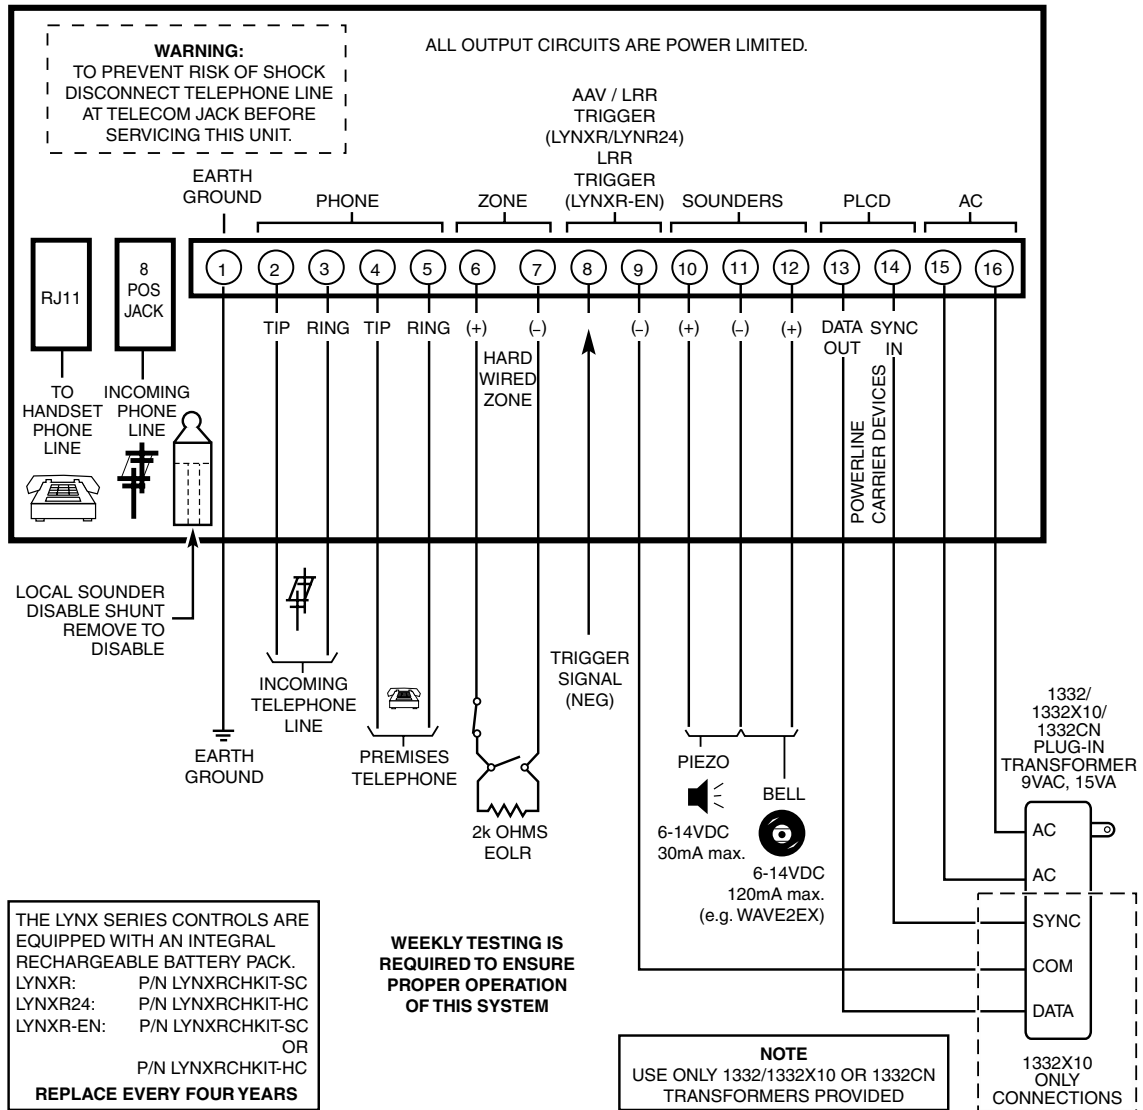 WARNING:
TO PREVENT RISK OF SHOCK
DISCONNECT TELEPHONE LINE
AT TELECOM JACK BEFORE
SERVICING THIS UNIT.
ALL OUTPUT CIRCUITS ARE POWER LIMITED.
AAV / LRR
TRIGGER
(LYNXR/LYNR24)
LRR
TRIGGER
(LYNXR-EN)
EARTH
GROUND
PHONE
ZONE
SOUNDERS
PLCD
AC
RJ11
8
POS
JACK
1 2 3 4 5 6 7 8 9 10 11 12 13 14 15 16
TIP RING TIP RING (+) (–) (–) (+) (–) (+)
DATA
OUT
SYNC
IN
HARD
WIRED
ZONE
POWERLINE
CARRIER DEVICES
TO
HANDSET
PHONE
LINE
INCOMING
PHONE
LINE
LOCAL SOUNDER
DISABLE SHUNT
REMOVE TO
DISABLE
EARTH
GROUND
INCOMING
TELEPHONE
LINE
PREMISES
TELEPHONE
2k OHMS
EOLR
TRIGGER
SIGNAL
(NEG)
PIEZO
6-14VDC
30mA max.
BELL
6-14VDC
120mA max.
(e.g. WAVE2EX)
1332/
1332X10/
1332CN
PLUG-IN
TRANSFORMER
9VAC, 15VA
AC
AC
SYNC
COM
DATA
1332X10
ONLY
CONNECTIONS
THE LYNX SERIES CONTROLS ARE
EQUIPPED WITH AN INTEGRAL
RECHARGEABLE BATTERY PACK.
LYNXR: P/N LYNXRCHKIT-SC
LYNXR24: P/N LYNXRCHKIT-HC
LYNXR-EN: P/N LYNXRCHKIT-SC
OR
P/N LYNXRCHKIT-HC
REPLACE EVERY FOUR YEARS
WEEKLY TESTING IS
REQUIRED TO ENSURE
PROPER OPERATION
OF THIS SYSTEM
NOTE
USE ONLY 1332/1332X10 OR 1332CN
TRANSFORMERS PROVIDED